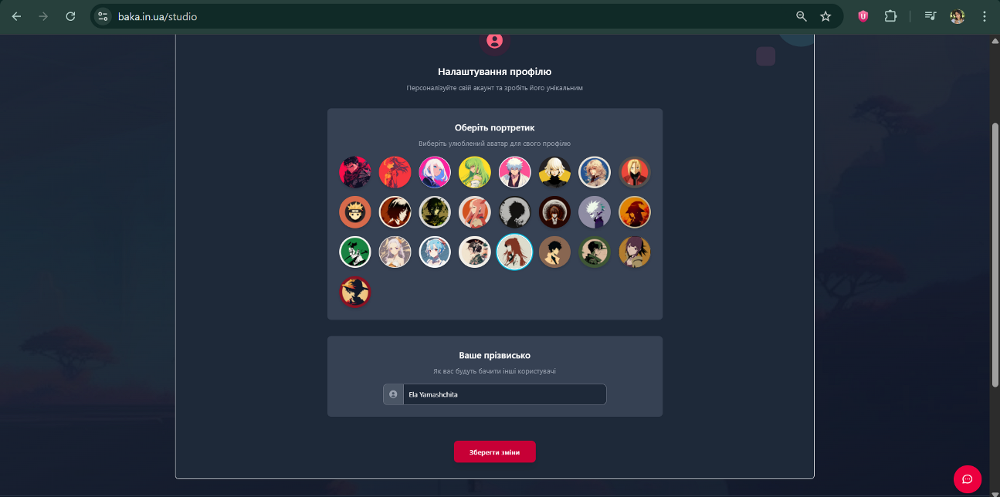 baka.in.ua/studio
Налаштування профілю
Персоналізуйте свій акаунт та зробіть його унікальним
Оберіть портретик
Виберіть улюблений аватар для свого профілю
Ваше прізвисько
Як вас будуть бачити інші користувачі
Ela Yamashchita
Зберегти зміни